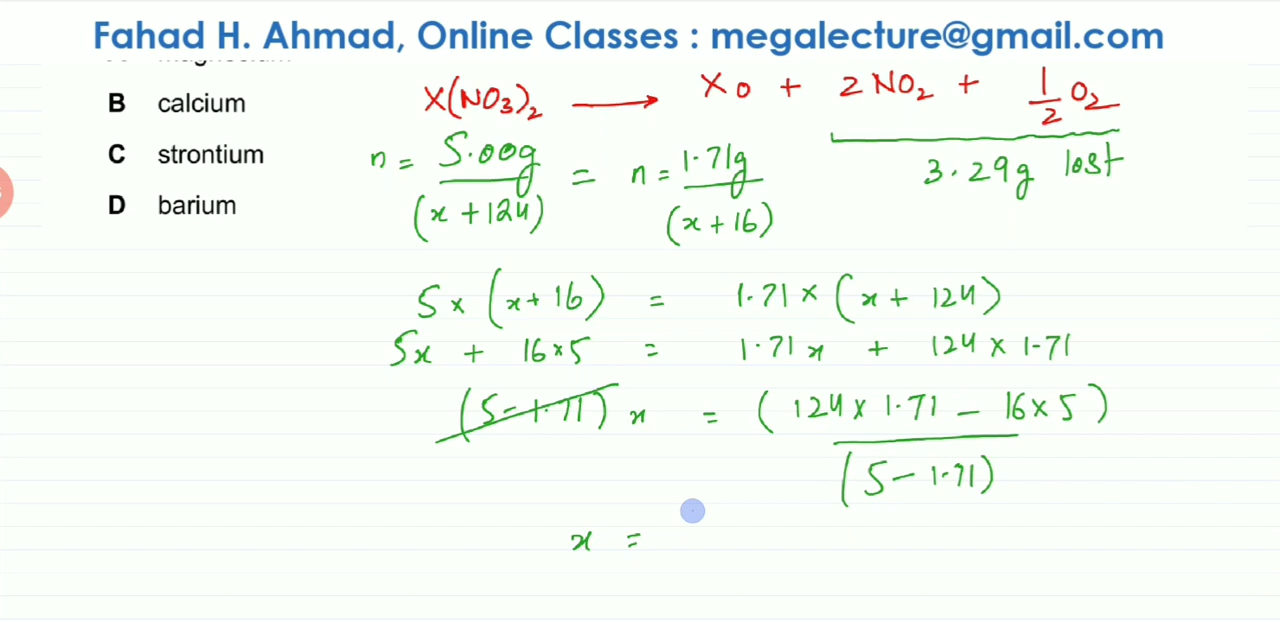 Fahad H. Ahmad, Online Classes : megalecture@gmail.com
B calcium
C strontium
D barium
X(NO3)2 → XO + 2NO2 + 1/2 O2
n = 5.00g/(x + 124) = n = 1.71g/(x + 16)
3.29g lost
5 × (x + 16) = 1.71 × (x + 124)
5x + 16×5 = 1.71x + 124 × 1.71
(5 - 1.71) x = (124 × 1.71 - 16 × 5)/(5 - 1.71)
x =